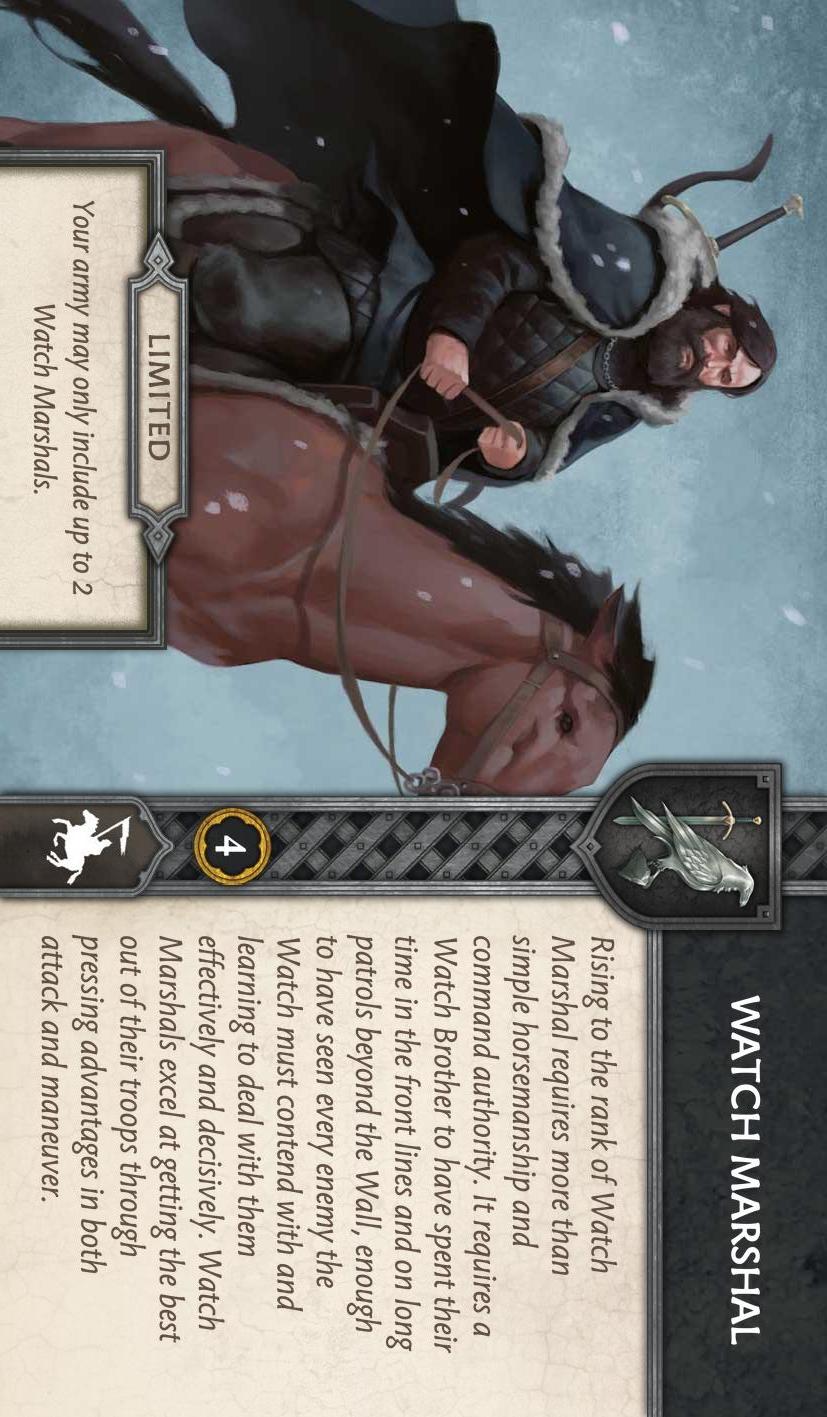 LIMITED
Your army may only include up to 2
Watch Marshals.
4
WATCH MARSHAL
Rising to the rank of Watch
Marshal requires more than
simple horsemanship and
command authority. It requires a
Watch Brother to have spent their
time in the front lines and on long
patrols beyond the Wall, enough
to have seen every enemy the
Watch must contend with and
learning to deal with them
effectively and decisively. Watch
Marshals excel at getting the best
out of their troops through
pressing advantages in both
attack and maneuver.